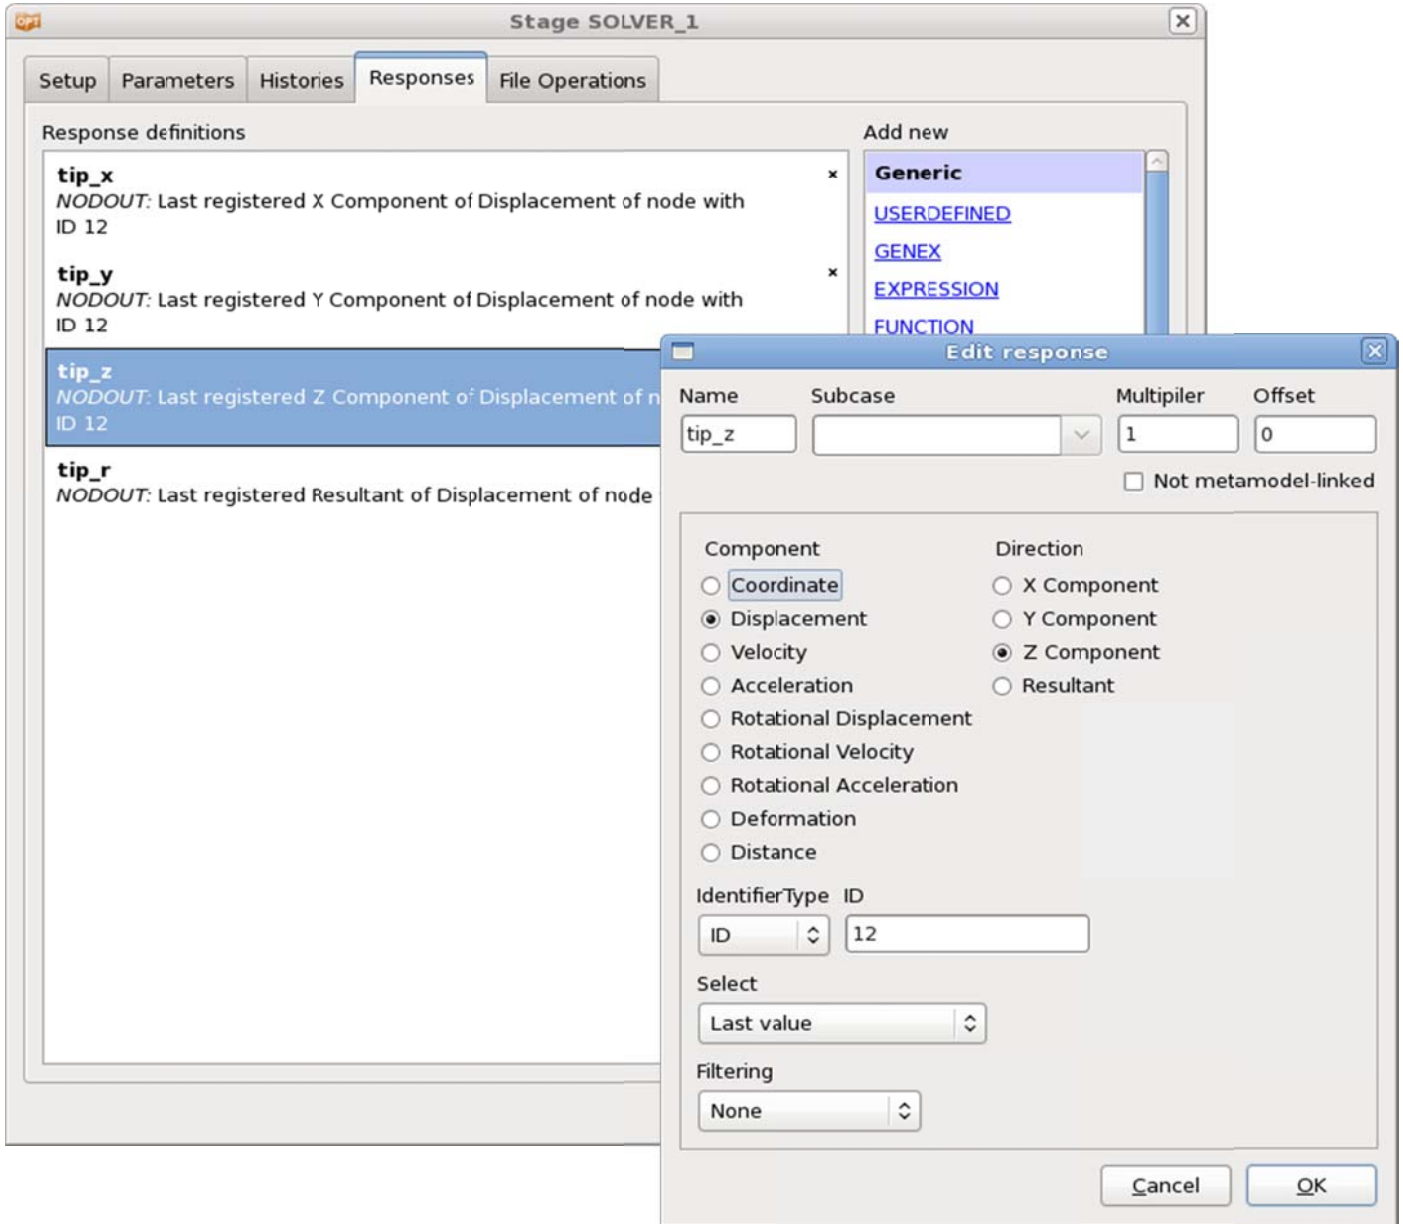 OPT
Stage SOLVER_1
Setup Parameters Histories Responses File Operations
Response definitions
Add new
tip_x
NODOUT: Last registered X Component of Displacement of node with
ID 12
tip_y
NODOUT: Last registered Y Component of Displacement of node with
ID 12
tip_z
NODOUT: Last registered Z Component of Displacement of n
ID 12
tip_r
NODOUT: Last registered Resultant of Displacement of node
Generic
USERDEFINED
GENEX
EXPRESSION
FUNCTION
Edit response
Name Subcase Multipiler Offset
tip_z 1 0
Not metamodel-linked
Component Direction
Coordinate X Component
Displacement Y Component
Velocity Z Component
Acceleration Resultant
Rotational Displacement
Rotational Velocity
Rotational Acceleration
Deformation
Distance
IdentifierType ID
ID 12
Select
Last value
Filtering
None
Cancel OK